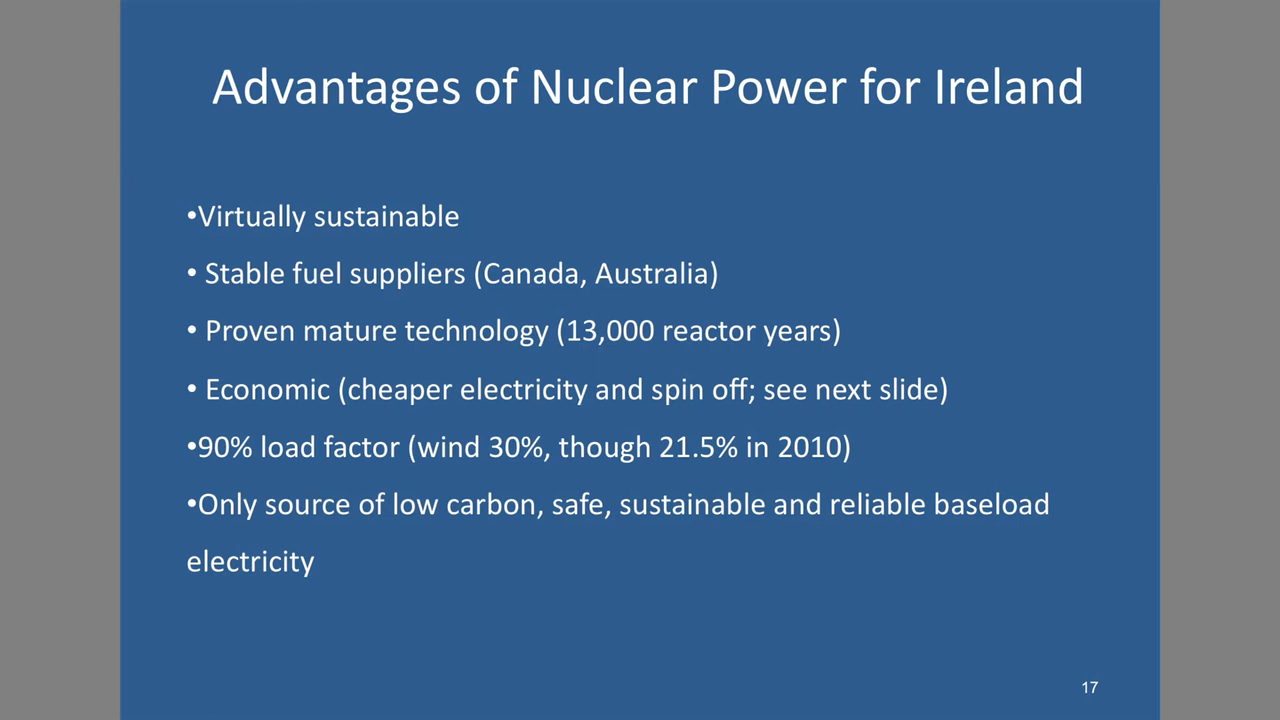 Advantages of Nuclear Power for Ireland
•Virtually sustainable
• Stable fuel suppliers (Canada, Australia)
• Proven mature technology (13,000 reactor years)
• Economic (cheaper electricity and spin off; see next slide)
•90% load factor (wind 30%, though 21.5% in 2010)
•Only source of low carbon, safe, sustainable and reliable baseload
electricity
17